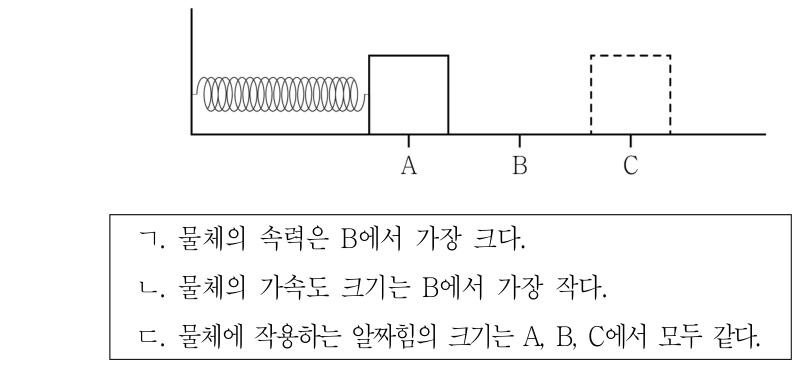 A B C
ㄱ. 물체의 속력은 B에서 가장 크다.
ㄴ. 물체의 가속도 크기는 B에서 가장 작다.
ㄷ. 물체에 작용하는 알짜힘의 크기는 A, B, C에서 모두 같다.